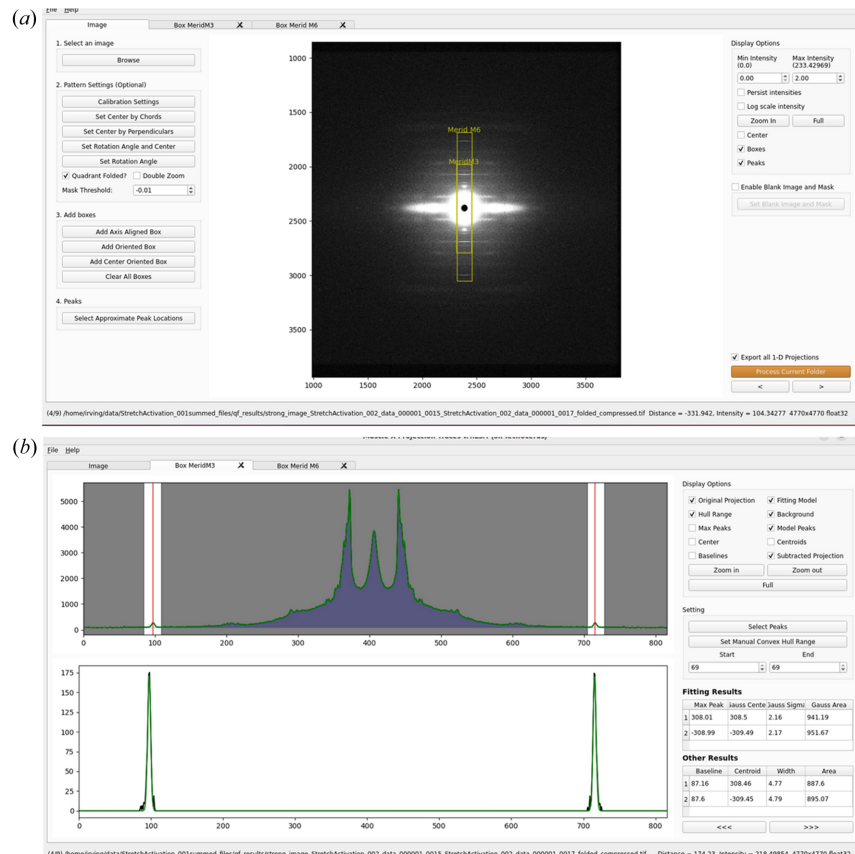 (a)
File Help
Image Box MeridM3 Box Merid M6
1. Select an image
Browse
2. Pattern Settings (Optional)
Calibration Settings
Set Center by Chords
Set Center by Perpendiculars
Set Rotation Angle and Center
Set Rotation Angle
Quadrant Folded? Double Zoom
Mask Threshold: -0.01
3. Add boxes
Add Axis Aligned Box
Add Oriented Box
Add Center Oriented Box
Clear All Boxes
4. Peaks
Select Approximate Peak Locations
1000
1500
2000
2500
3000
3500
1000 1500 2000 2500 3000 3500
Merid M6
MeridM3
Display Options
Min Intensity Max Intensity
(0.0) (233.42969)
0.00 2.00
Persist intensities
Log scale intensity
Zoom In Full
Center
Boxes
Peaks
Enable Blank Image and Mask
Set Blank Image and Mask
Export all 1-D Projections
Process Current Folder
< >
(4/9) /home/irving/data/StretchActivation_001summed_files/qf_results/strong_image_StretchActivation_002_data_000001_0015_StretchActivation_002_data_000001_0017_folded_compressed.tif Distance = -331.942, Intensity = 104.34277 4770x4770 float32
(b)
File Help
Image Box MeridM3 Box Merid M6
5000
4000
3000
2000
1000
0
0 100 200 300 400 500 600 700 800
175
150
125
100
75
50
25
0
0 100 200 300 400 500 600 700 800
Display Options
Original Projection Fitting Model
Hull Range Background
Max Peaks Model Peaks
Center Centroids
Baselines Subtracted Projection
Zoom in Zoom out
Full
Setting
Select Peaks
Set Manual Convex Hull Range
Start End
69 69
Fitting Results
Max Peak Gauss Area
1 308.01 308.5 2.16 941.19
2 -308.99 -309.49 2.17 951.67
Other Results
Baseline Centroid Width Area
1 87.16 308.46 4.77 887.6
2 87.6 -309.45 4.79 895.07
<<< >>>